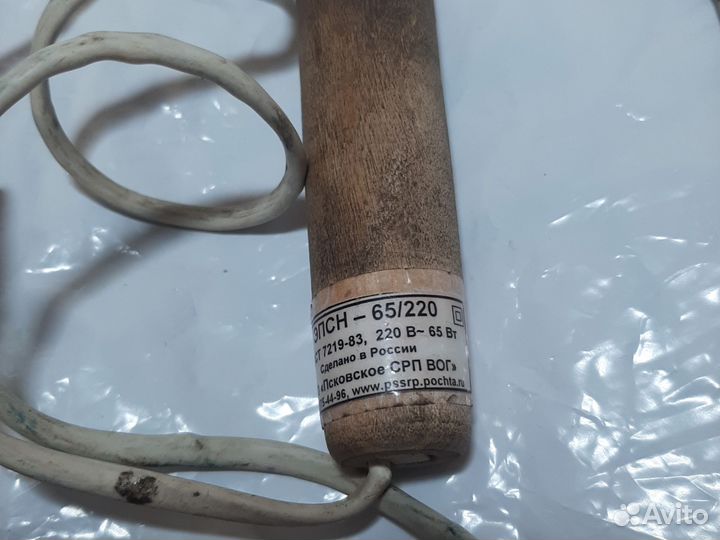 ЭПСН – 65/220
СТ 7219-83, 220 В~ 65 Вт
Сделано в России
«Псковское СРП ВОГ»
5-44-96, www.pssrp.pochta.ru
Avito